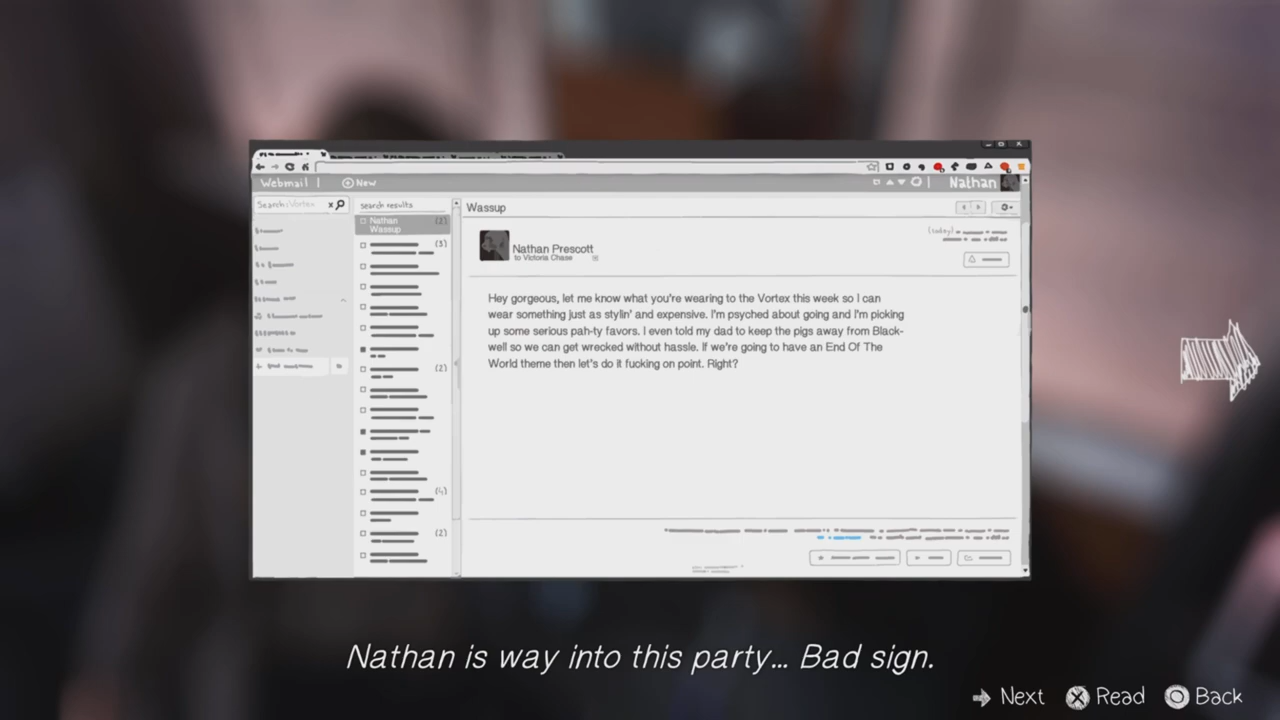 Webmail | New
Nathan
Search: Vortex x
search results
Nathan (2)
Wassup
(3)
(2)
(4)
(2)
Wassup
Nathan Prescott
to Victoria Chase
(today)
Hey gorgeous, let me know what you're wearing to the Vortex this week so I can
wear something just as stylin' and expensive. I'm psyched about going and I'm picking
up some serious pah-ty favors. I even told my dad to keep the pigs away from Black-
well so we can get wrecked without hassle. If we're going to have an End Of The
World theme then let's do it fucking on point. Right?
Nathan is way into this party... Bad sign.
Next Read Back